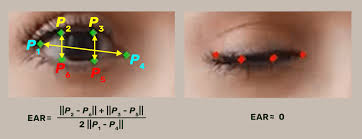 P₂ P₃
P₁ P₄
P₆ P₅
EAR= ||P₂ - P₆|| + ||P₃ - P₅||
2 ||P₁ - P₄||
EAR≈ 0